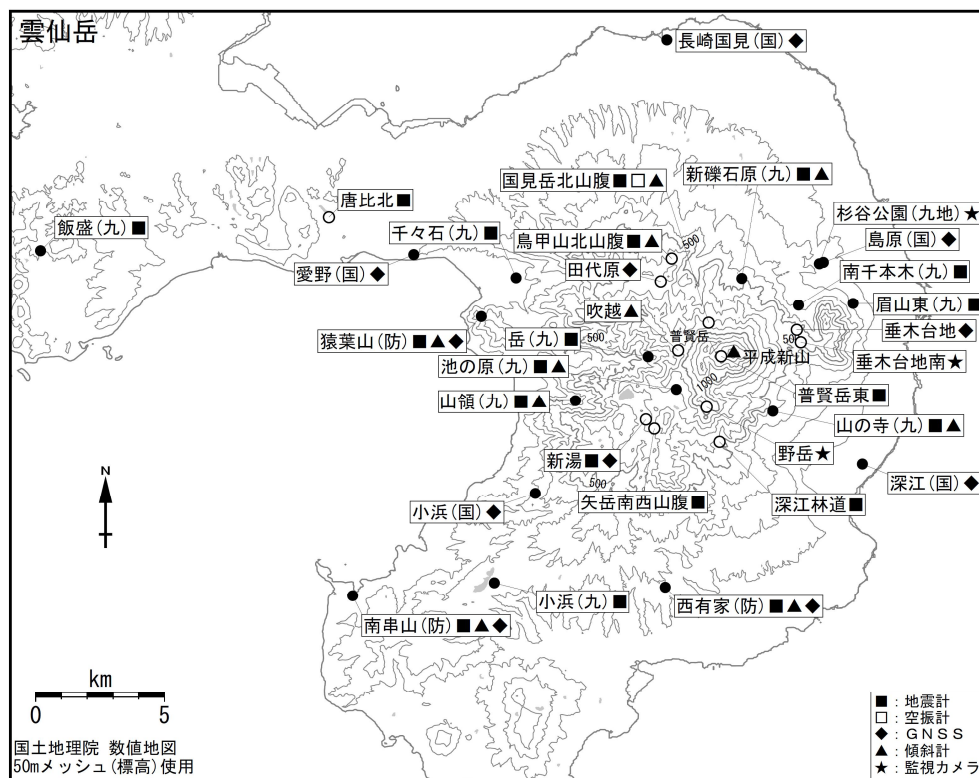 雲仙岳
長崎国見(国)◆
国見岳北山腹■□▲
新礫石原(九)■▲
唐比北■
杉谷公園(九地)★
飯盛(九)■
千々石(九)■
鳥甲山北山腹■▲
島原(国)◆
愛野(国)◆
田代原◆
南千本木(九)■
500
吹越▲
眉山東(九)■
猿葉山(防)■▲◆
岳(九)■
500
普賢岳
500
垂木台地◆
池の原(九)■▲
平成新山
垂木台地南★
1000
山領(九)■▲
普賢岳東■
山の寺(九)■▲
野岳★
新湯■◆
500
深江(国)◆
小浜(国)◆
矢岳南西山腹■
深江林道■
N
小浜(九)■
西有家(防)■▲◆
南串山(防)■▲◆
km
0 5
国土地理院 数値地図
50mメッシュ(標高)使用
■:地震計
□:空振計
◆:GNSS
▲:傾斜計
★:監視カメラ